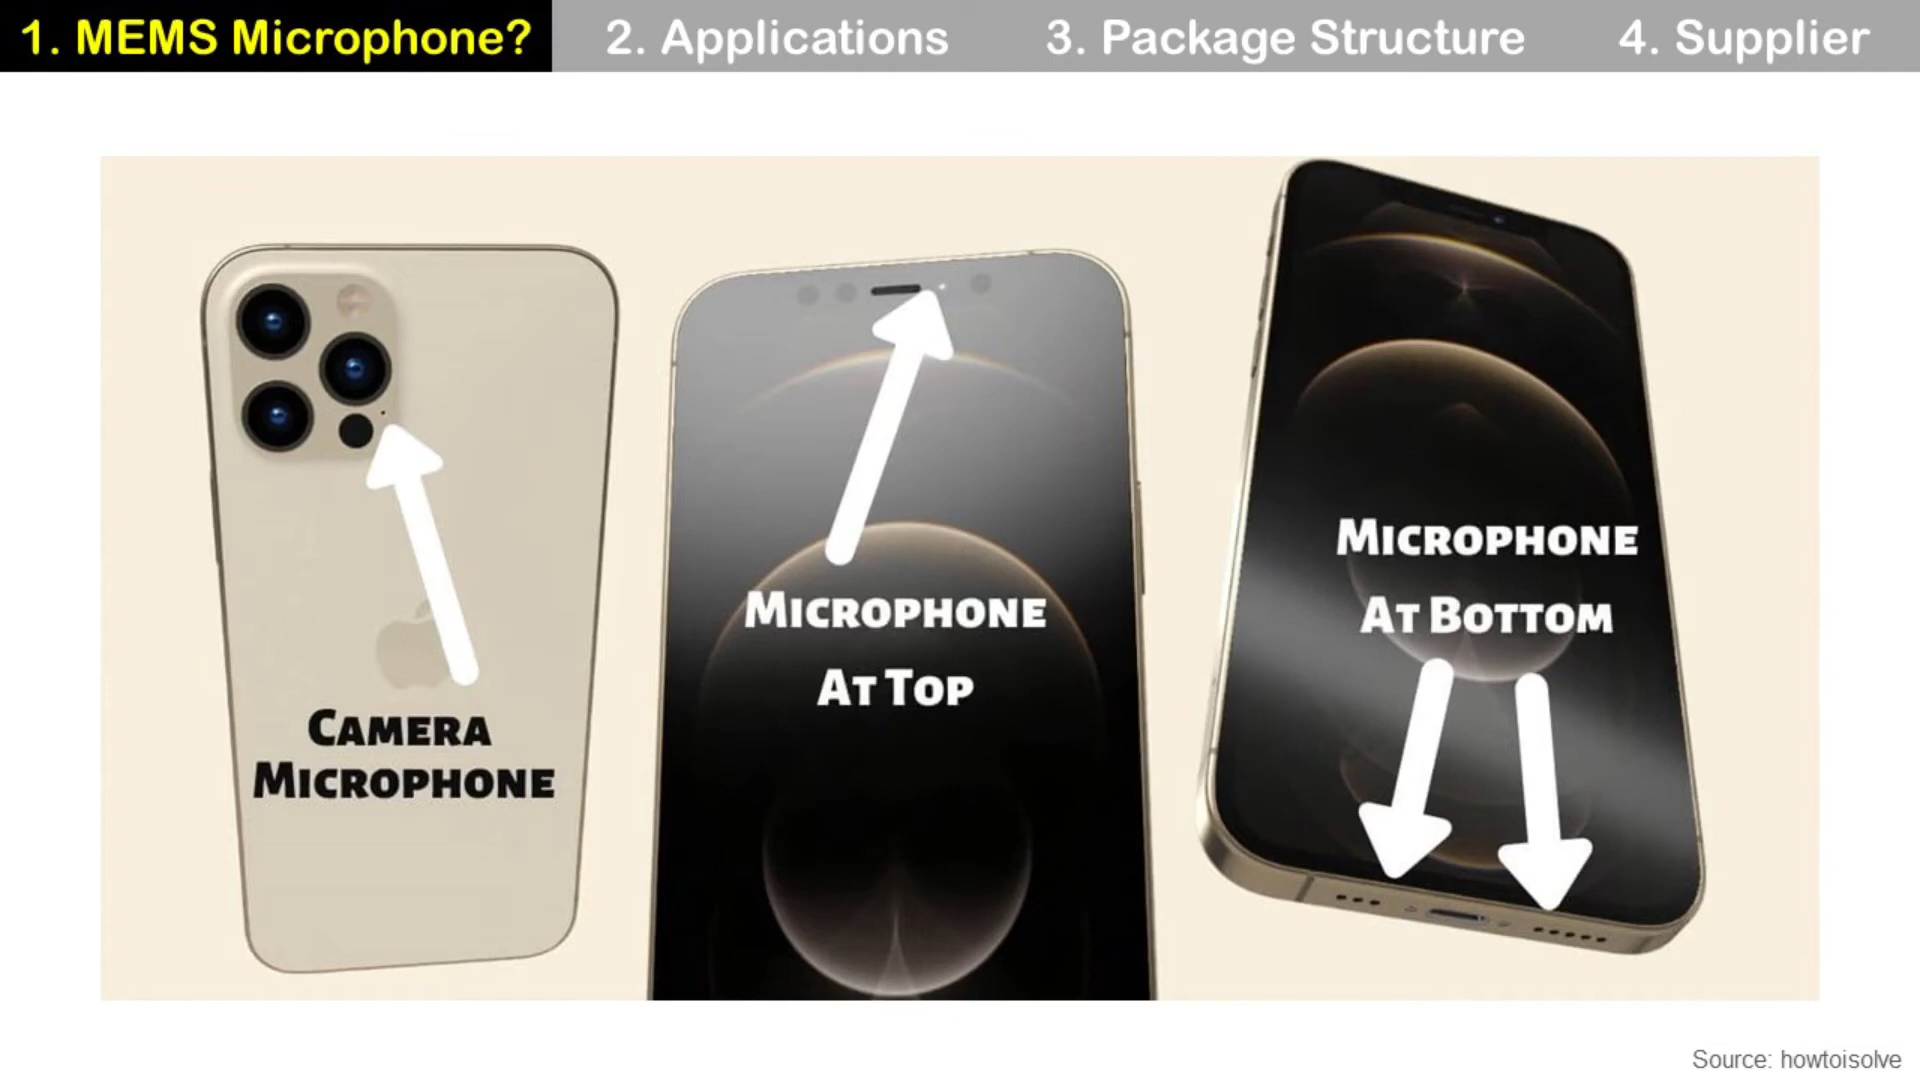 1. MEMS Microphone? 2. Applications 3. Package Structure 4. Supplier
CAMERA
MICROPHONE
MICROPHONE
AT TOP
MICROPHONE
AT BOTTOM
Source: howtoisolve